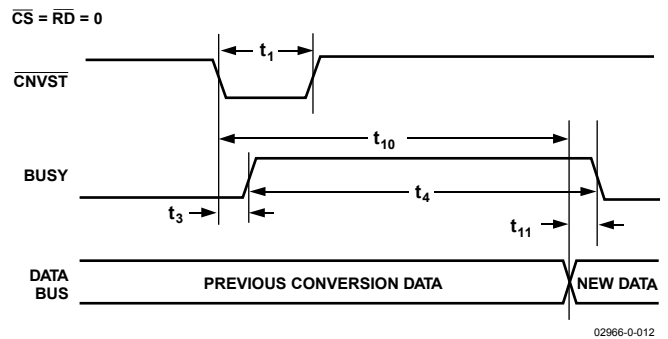 CS = RD = 0
t1
CNVST
t10
BUSY
t4
t3
t11
DATA
BUS
PREVIOUS CONVERSION DATA
NEW DATA
02966-0-012